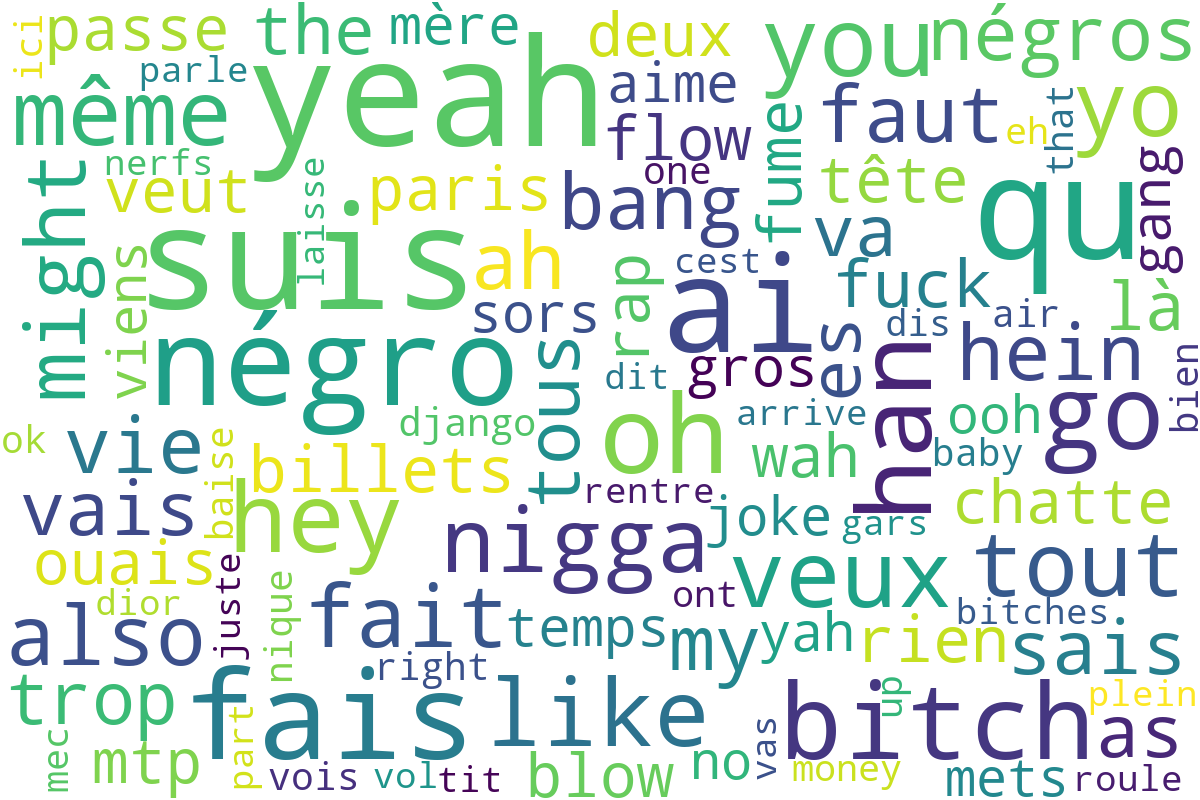 ici passe the mère deux you négros
parle yeah aime yo
même flow fume faut eh that
might nerfs one gang
veut laisse paris bang tête qu
suis ah va
viens cest fuck
sors rap ai es dis air là
négro tous gros hein bien
dit han
django oh arrive ooh go
ok vie baise billets wah baby
vais hey rentre chatte
nigga joke gars
ouais veux tout
juste nique ont
dior bitches
also fait temps my yah rien sais
right
trop fais like up bitch as plein
mec mtp part vois vol tit blow no vas money mets roule